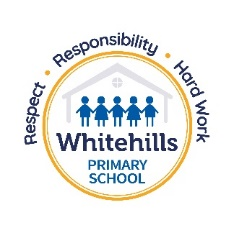 Respect • Responsibility • Hard Work
Whitehills
PRIMARY
SCHOOL